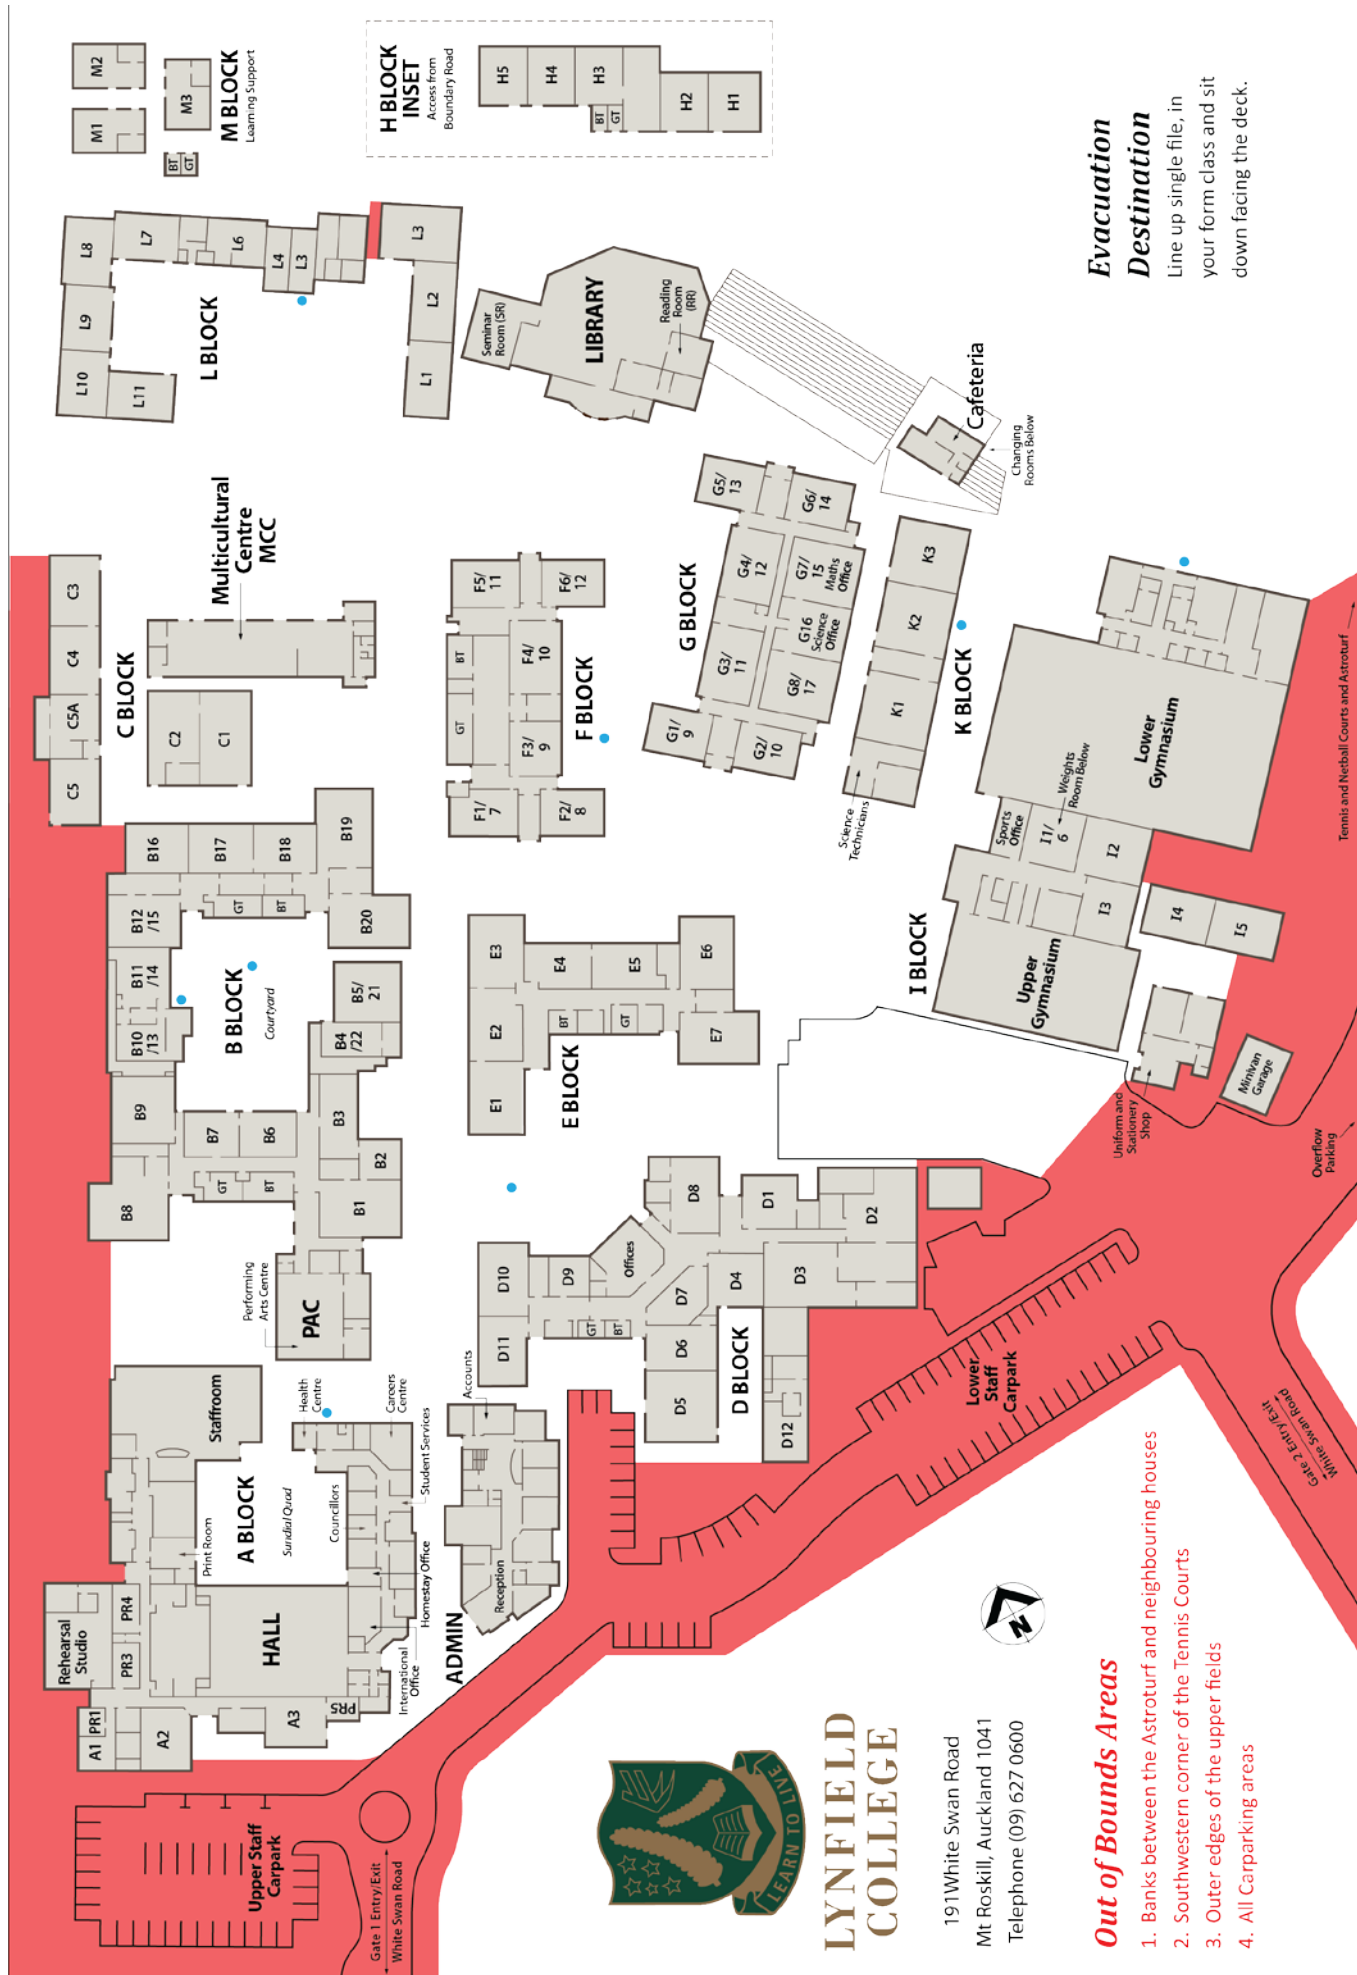 Upper Staff
Carpark
Gate 1 Entry/Exit
White Swan Road
A1
PR1
A2
A3
PR5
Rehearsal
Studio
PR3
PR4
HALL
International
Office
Homestay Office
Student Services
Councillors
Print Room
A BLOCK
Sundial Quad
Staffroom
Health
Centre
Careers
Centre
ADMIN
Reception
Accounts
Performing
Arts Centre
PAC
B8
B9
GT
BT
B7
B6
B1
B2
B3
B BLOCK
Courtyard
B10
/13
B11
/14
B12
/15
B4
/22
B5/
21
B16
B17
B18
B19
B20
GT
BT
C BLOCK
C5
C5A
C4
C3
C2
C1
Multicultural
Centre
MCC
D BLOCK
D11
D10
D9
GT
BT
Offices
D5
D6
D7
D8
D4
D1
D2
D3
D12
E BLOCK
E1
E2
E3
E4
E5
E6
E7
BT
GT
F BLOCK
F1/
7
F2/
8
F3/
9
F4/
10
F5/
11
F6/
12
GT
BT
G BLOCK
G1/
9
G2/
10
G3/
11
G4/
12
G5/
13
G6/
14
G7/
15
Maths
Office
G16
Science
Office
G8/
17
Science
Technicians
K BLOCK
K1
K2
K3
L BLOCK
L11
L10
L9
L8
L7
L6
L4
L3
L3
L2
L1
M BLOCK
Learning Support
M1
M2
M3
BT
GT
H BLOCK
INSET
Access from
Boundary Road
H5
H4
H3
BT
GT
H2
H1
LIBRARY
Seminar
Room (SR)
Reading
Room
(RR)
Cafeteria
Changing
Rooms Below
I BLOCK
Upper
Gymnasium
Sports
Office
I1/
6
Weights
Room Below
I2
I3
I4
I5
Lower
Gymnasium
Uniform and
Stationery
Shop
Minivan
Garage
Overflow
Parking
Tennis and Netball Courts and Astroturf
Lower
Staff
Carpark
Gate 2 Entry/Exit
White Swan Road
N
LEARN TO LIVE
LYNFIELD
COLLEGE
191White Swan Road
Mt Roskill, Auckland 1041
Telephone (09) 627 0600
Out of Bounds Areas
1. Banks between the Astroturf and neighbouring houses
2. Southwestern corner of the Tennis Courts
3. Outer edges of the upper fields
4. All Carparking areas
Evacuation
Destination
Line up single file, in
your form class and sit
down facing the deck.